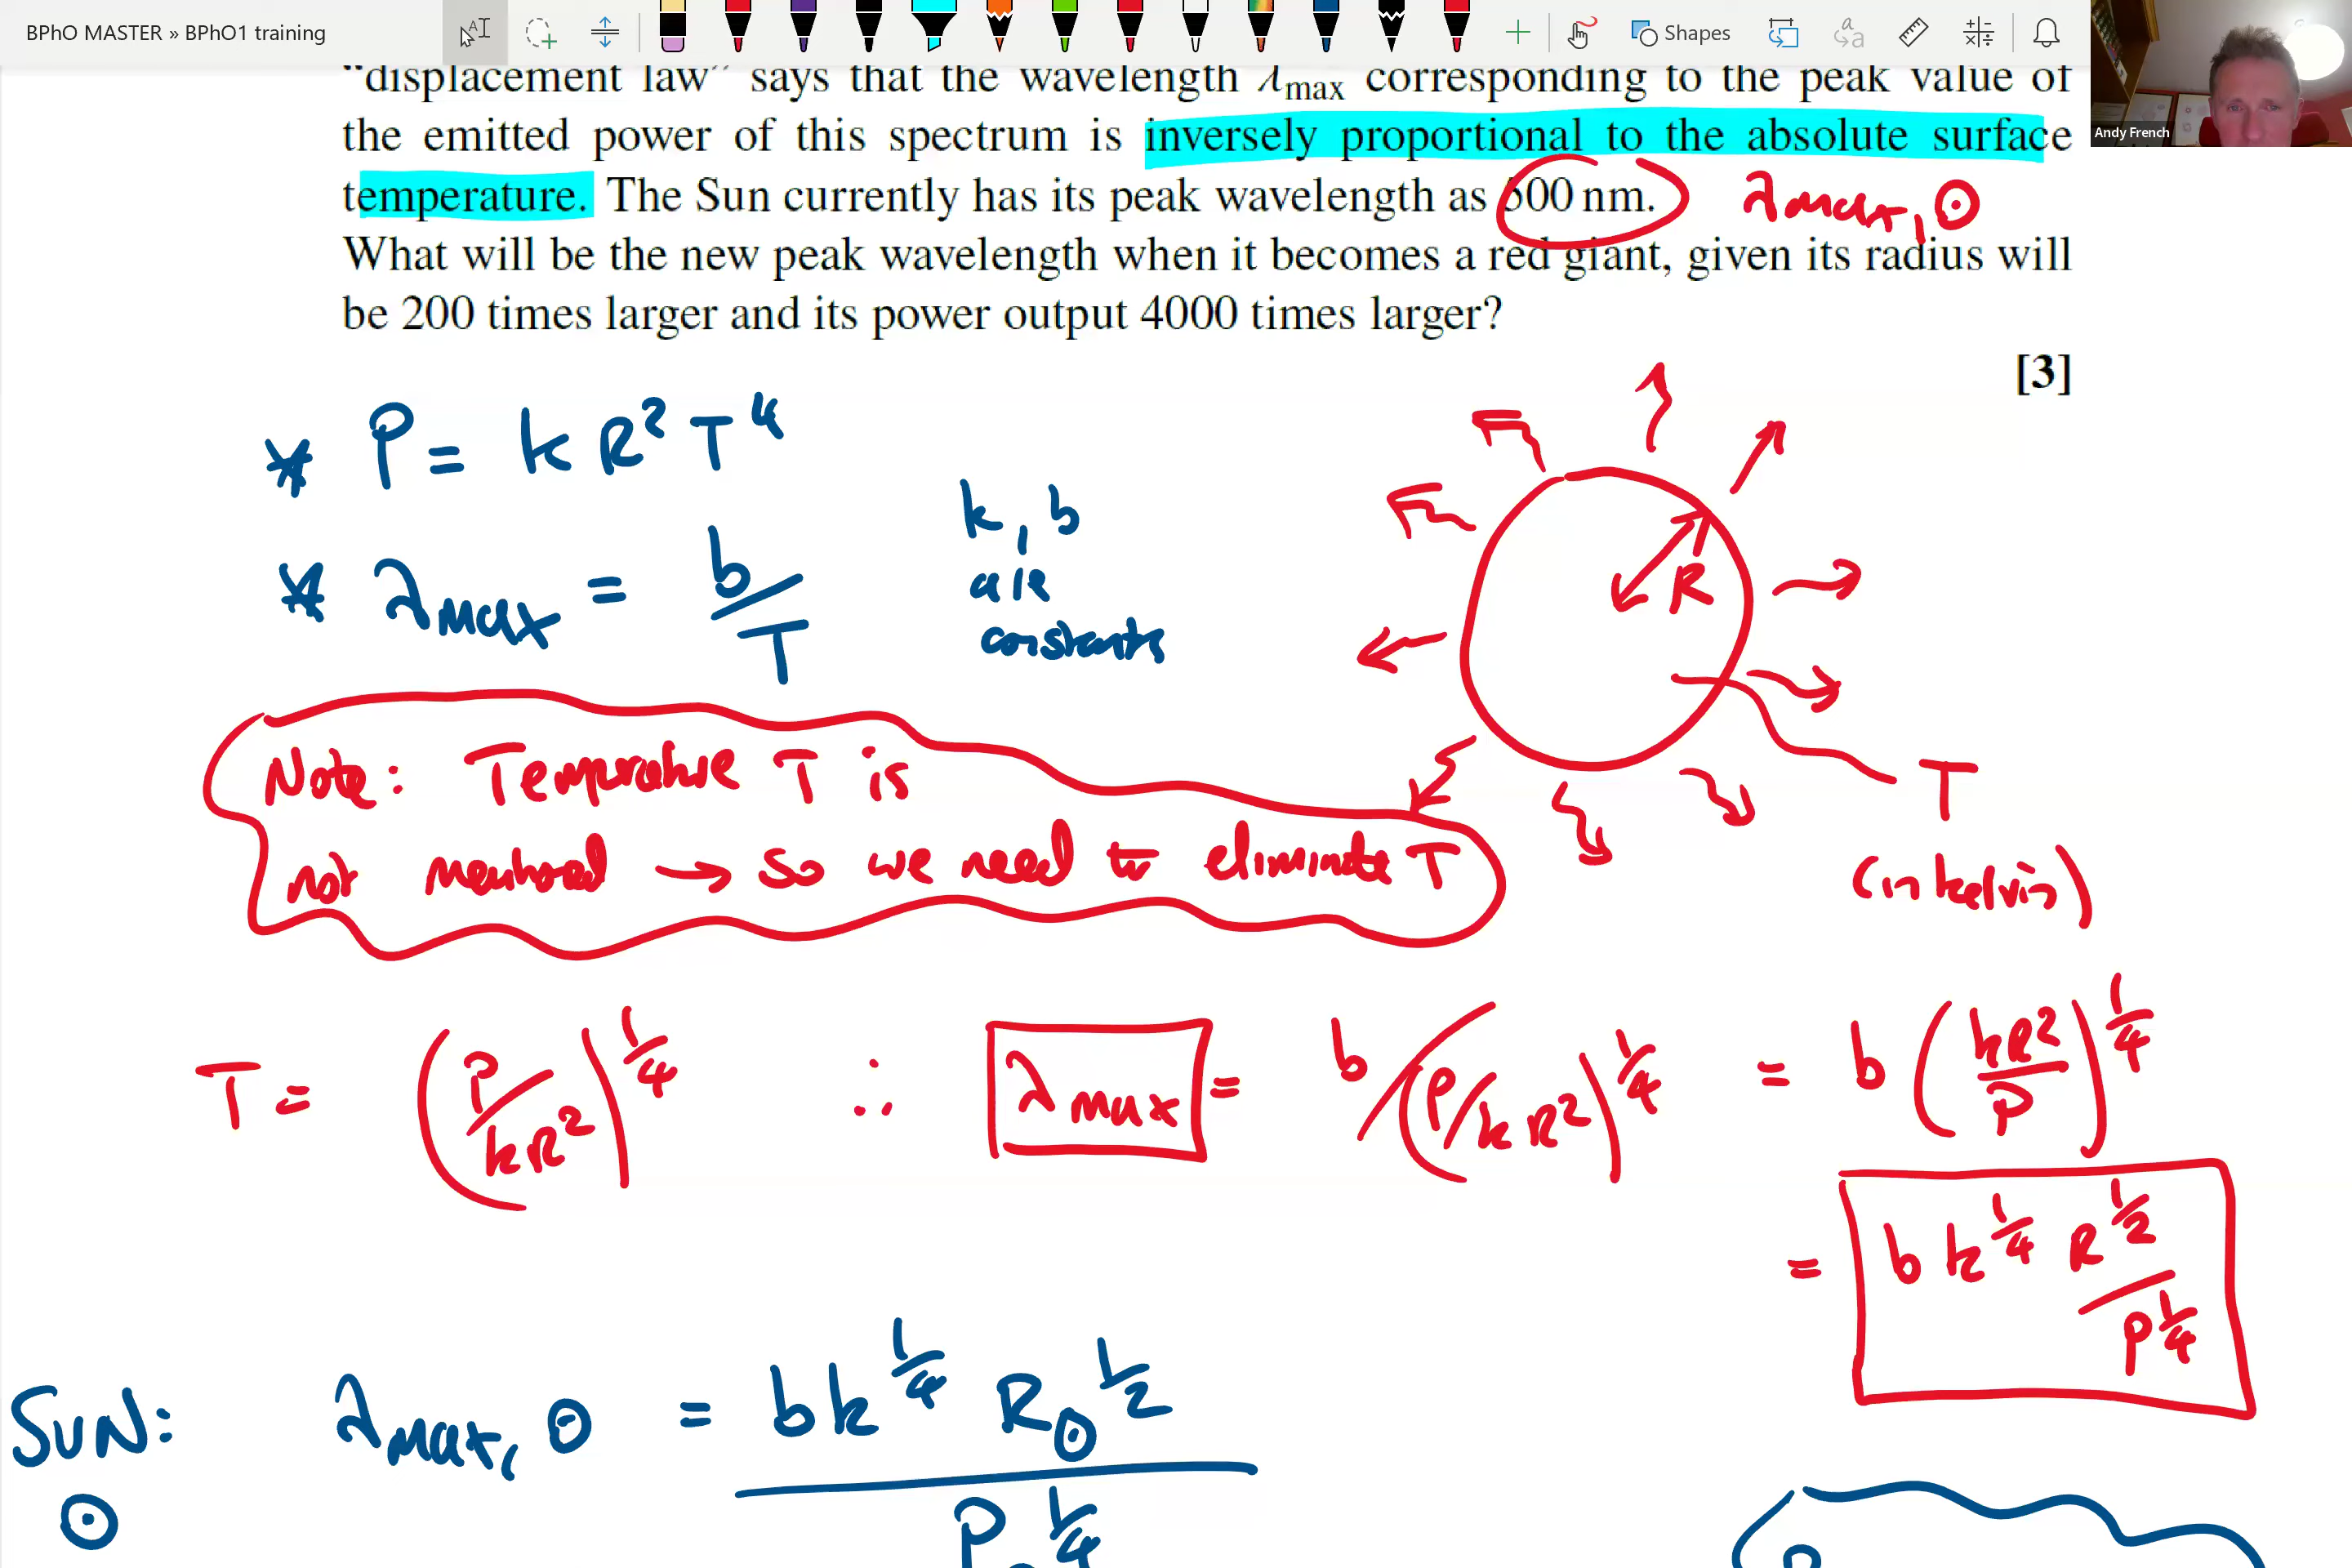 BPhO MASTER » BPhO1 training
Shapes
Andy French
"displacement law" says that the wavelength λmax corresponding to the peak value of
the emitted power of this spectrum is inversely proportional to the absolute surface
temperature. The Sun currently has its peak wavelength as 500 nm. λmax, ⊙
What will be the new peak wavelength when it becomes a red giant, given its radius will
be 200 times larger and its power output 4000 times larger?
[3]
* P = k R² T⁴
* λmax = b/T
k, b
are
constants
R
T
(in kelvin)
Note: Temperature T is
not mentioned → so we need to eliminate T
T = (P/kR²)^1/4 ∴ λmax = b/(P/kR²)^1/4 = b(kR²/P)^1/4
= b k^1/4 R^1/2 / P^1/4
SUN: λmax, ⊙ = b k^1/4 R⊙^1/2
⊙
P 1/4